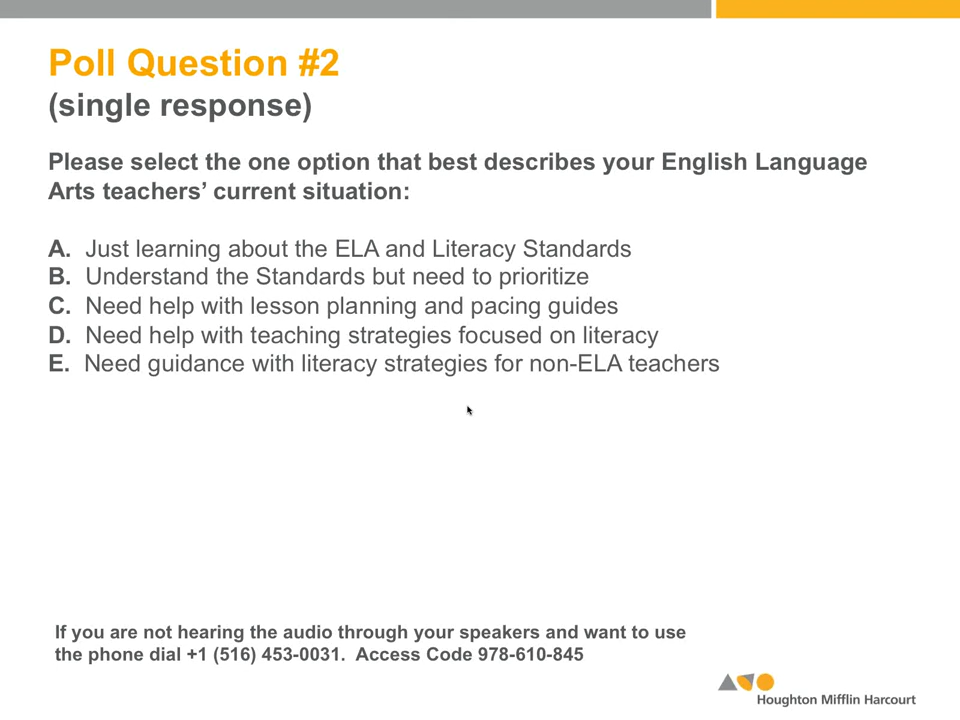 Poll Question #2
(single response)
Please select the one option that best describes your English Language
Arts teachers’ current situation:
A. Just learning about the ELA and Literacy Standards
B. Understand the Standards but need to prioritize
C. Need help with lesson planning and pacing guides
D. Need help with teaching strategies focused on literacy
E. Need guidance with literacy strategies for non-ELA teachers
If you are not hearing the audio through your speakers and want to use
the phone dial +1 (516) 453-0031. Access Code 978-610-845
Houghton Mifflin Harcourt